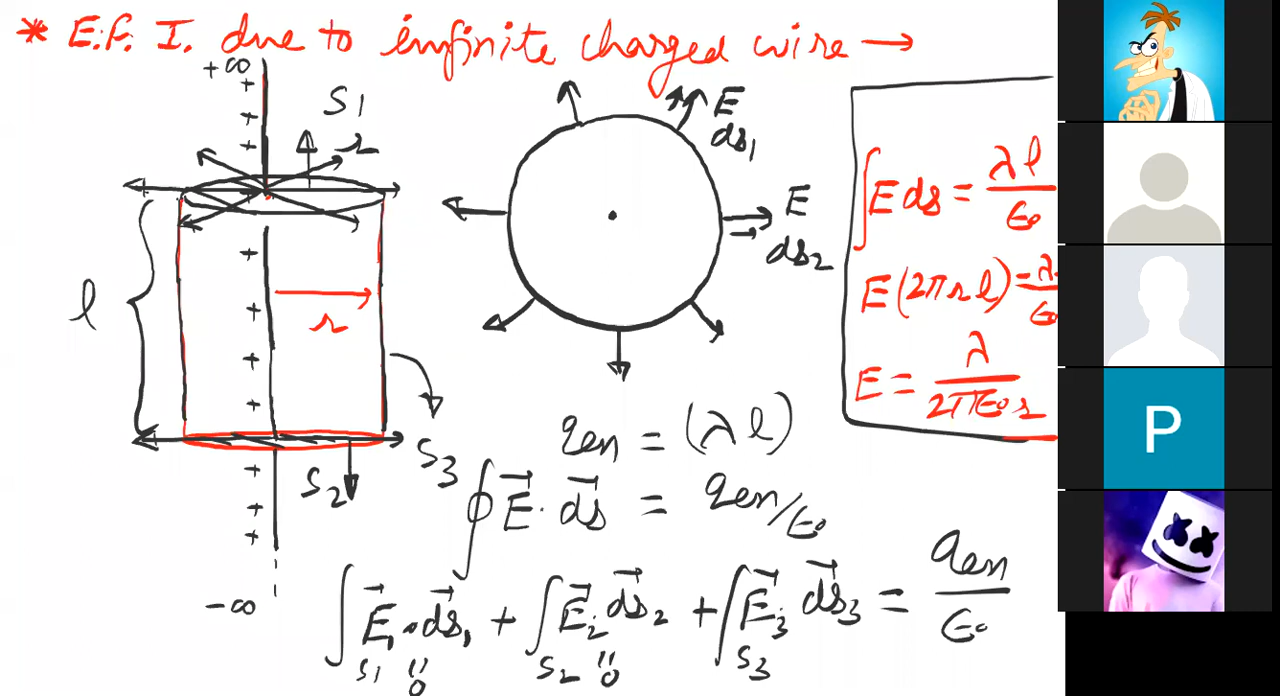 * E.F. I. due to infinite charged wire →
+∞
S₁
r
l
r
S₂
S₃
-∞
E
ds₁
E
ds₂
qen = (λl)
∮ E⃗ · ds⃗ = qen/ε₀
∫S₁ E⃗₁ · ds⃗₁ + ∫S₂ E⃗₂ · ds⃗₂ + ∫S₃ E⃗₃ · ds⃗₃ = qen/ε₀
0 0
∫ E ds = λl/ε₀
E(2πrl) = λ/ε₀
E = λ/2πε₀r
P